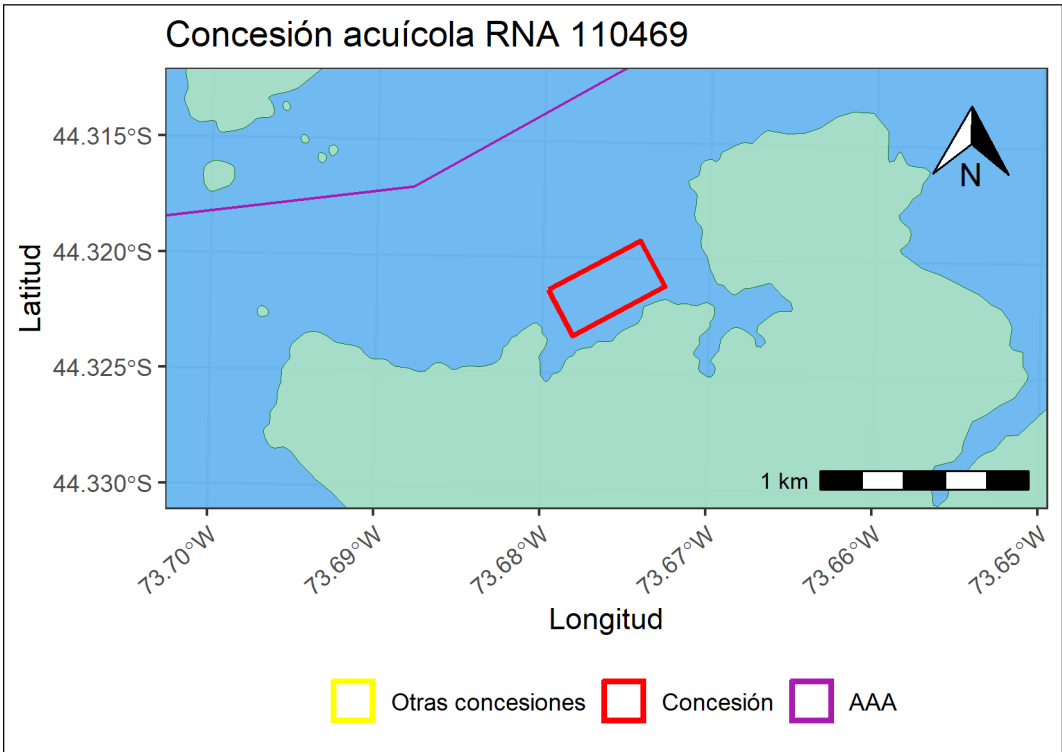 Concesión acuícola RNA 110469
44.315°S
44.320°S
44.325°S
44.330°S
Latitud
N
1 km
73.70°W
73.69°W
73.68°W
73.67°W
73.66°W
73.65°W
Longitud
Otras concesiones
Concesión
AAA